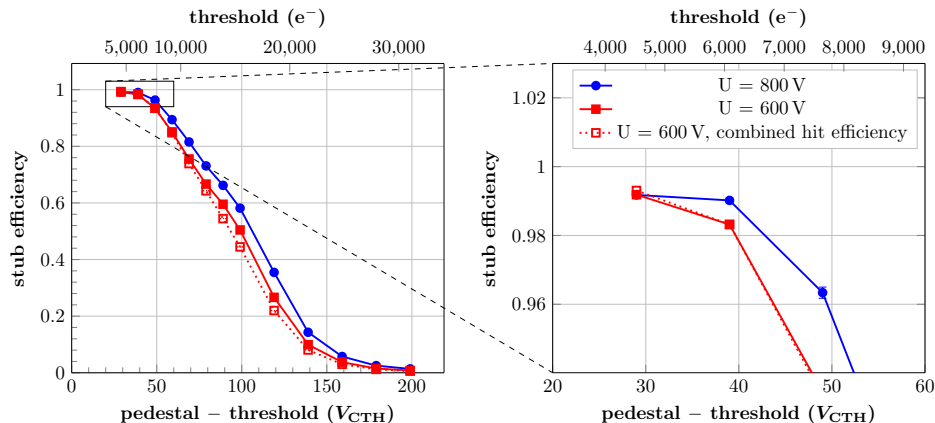 threshold (e⁻)
5,000 10,000 20,000 30,000
1
0.8
0.6
0.4
0.2
0
stub efficiency
0 50 100 150 200
pedestal – threshold (V_CTH)
threshold (e⁻)
4,000 5,000 6,000 7,000 8,000 9,000
U = 800 V
U = 600 V
U = 600 V, combined hit efficiency
1.02
1
0.98
0.96
stub efficiency
20 30 40 50 60
pedestal – threshold (V_CTH)